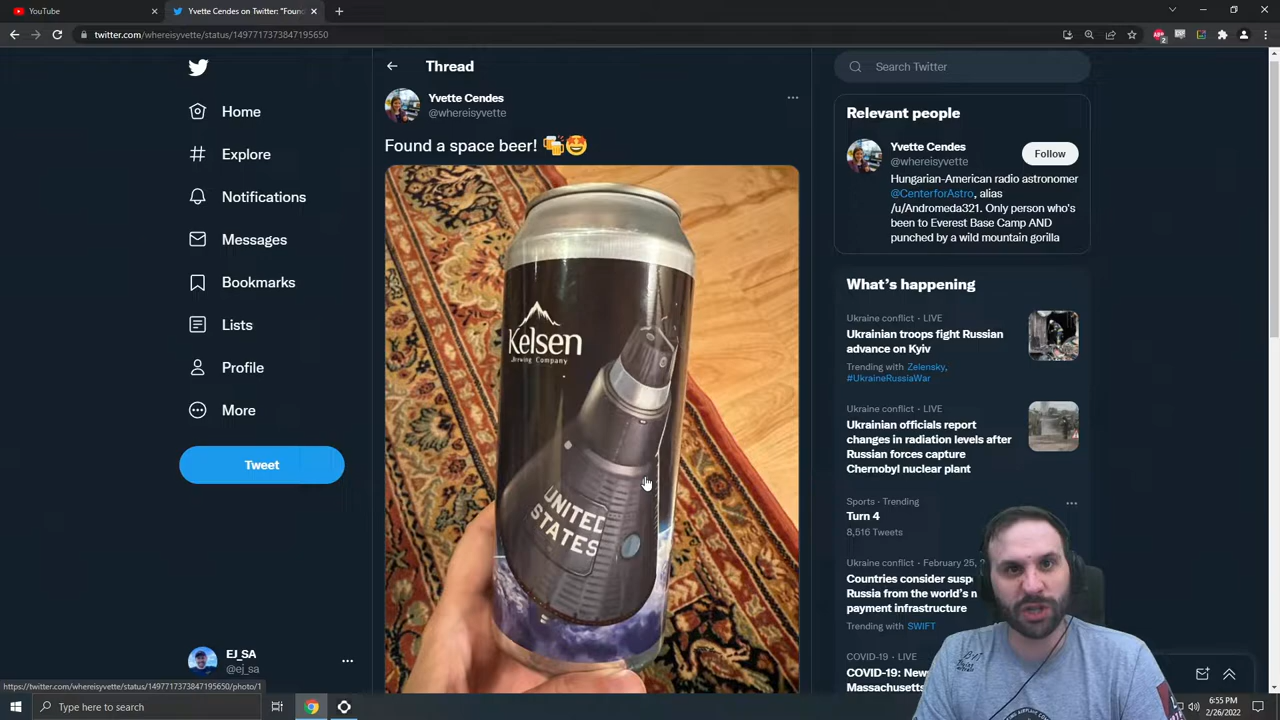 YouTube
Yvette Cendes on Twitter: "Found
twitter.com/whereisyvette/status/1497717373847195650
Thread
Search Twitter
Home
Explore
Notifications
Messages
Bookmarks
Lists
Profile
More
Tweet
EJ_SA
@ej_sa
Yvette Cendes
@whereisyvette
Found a space beer!
Kelsen
Brewing Company
UNITED
STATES
Relevant people
Yvette Cendes
@whereisyvette
Follow
Hungarian-American radio astronomer
@CenterforAstro, alias
/u/Andromeda321. Only person who's
been to Everest Base Camp AND
punched by a wild mountain gorilla
What's happening
Ukraine conflict · LIVE
Ukrainian troops fight Russian
advance on Kyiv
Trending with Zelensky,
#UkraineRussiaWar
Ukraine conflict · LIVE
Ukrainian officials report
changes in radiation levels after
Russian forces capture
Chernobyl nuclear plant
Sports · Trending
Turn 4
8,516 Tweets
Ukraine conflict · February 25, 2
Countries consider susp
Russia from the world's n
payment infrastructure
Trending with SWIFT
COVID-19 · LIVE
COVID-19: New
Massachusetts
https://twitter.com/whereisyvette/status/1497717373847195650/photo/1
Type here to search
6:55 PM
2/26/2022